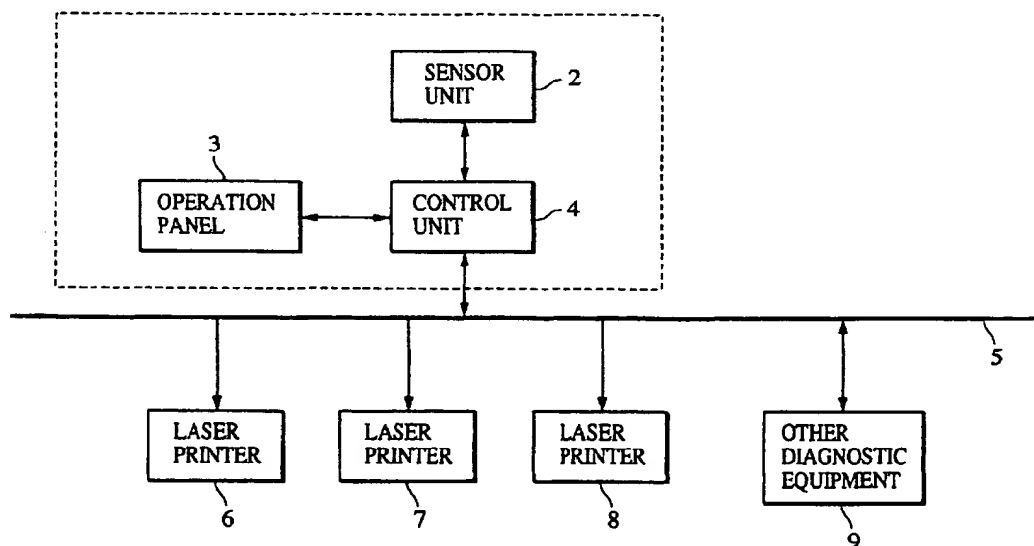 SENSOR
UNIT
2
3
OPERATION
PANEL
CONTROL
UNIT
4
5
LASER
PRINTER
LASER
PRINTER
LASER
PRINTER
OTHER
DIAGNOSTIC
EQUIPMENT
6
7
8
9